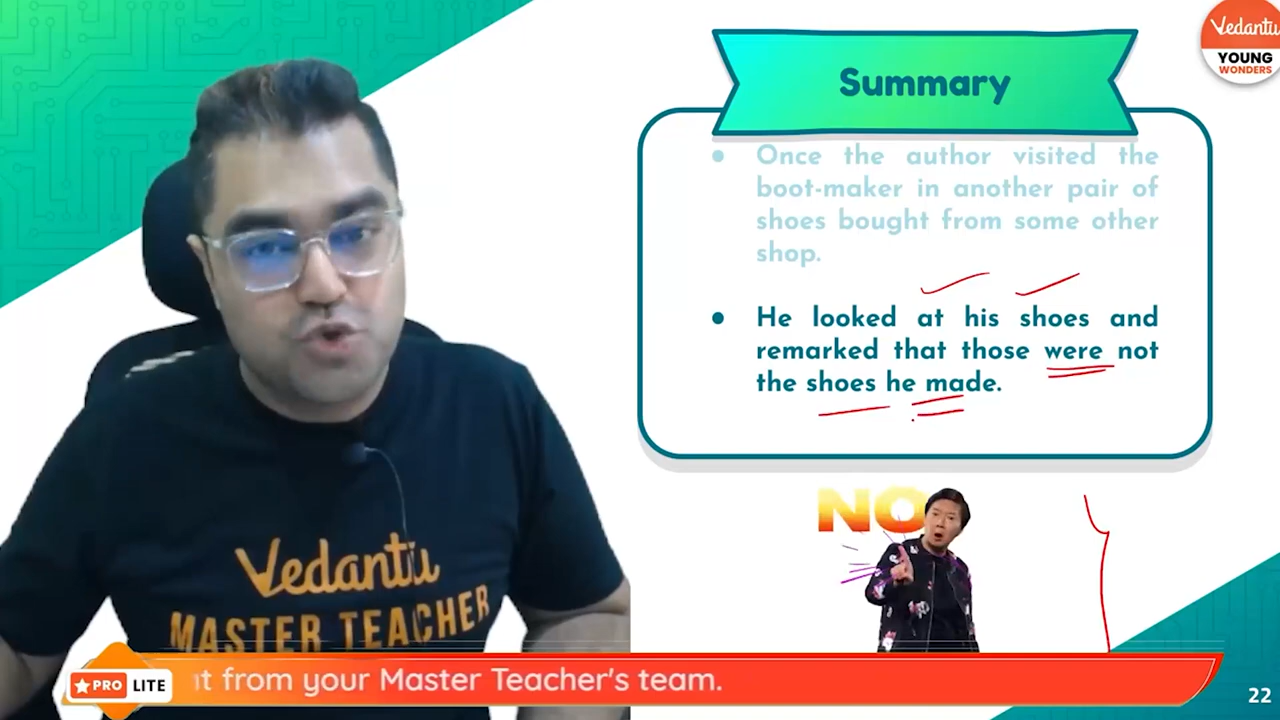 Vedantu
YOUNG
WONDERS
Summary
• Once the author visited the
boot-maker in another pair of
shoes bought from some other
shop.
• He looked at his shoes and
remarked that those were not
the shoes he made.
NO
Vedantu
MASTER TEACHER
PRO LITE
from your Master Teacher's team.
22